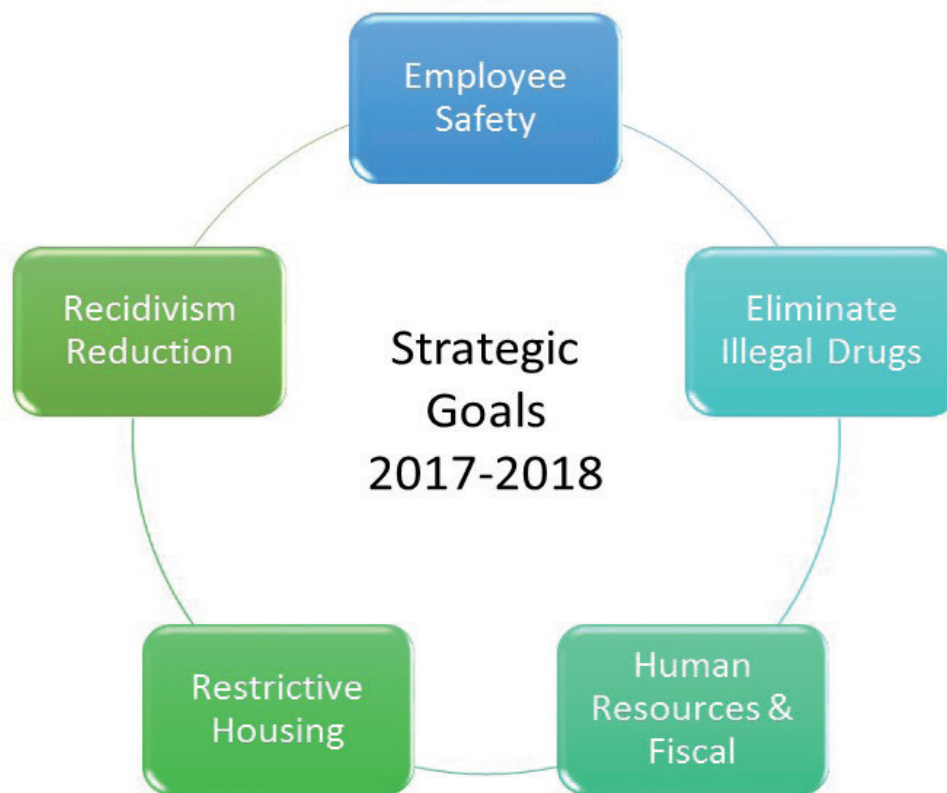 Employee
Safety
Eliminate
Illegal Drugs
Human
Resources &
Fiscal
Restrictive
Housing
Recidivism
Reduction
Strategic
Goals
2017-2018